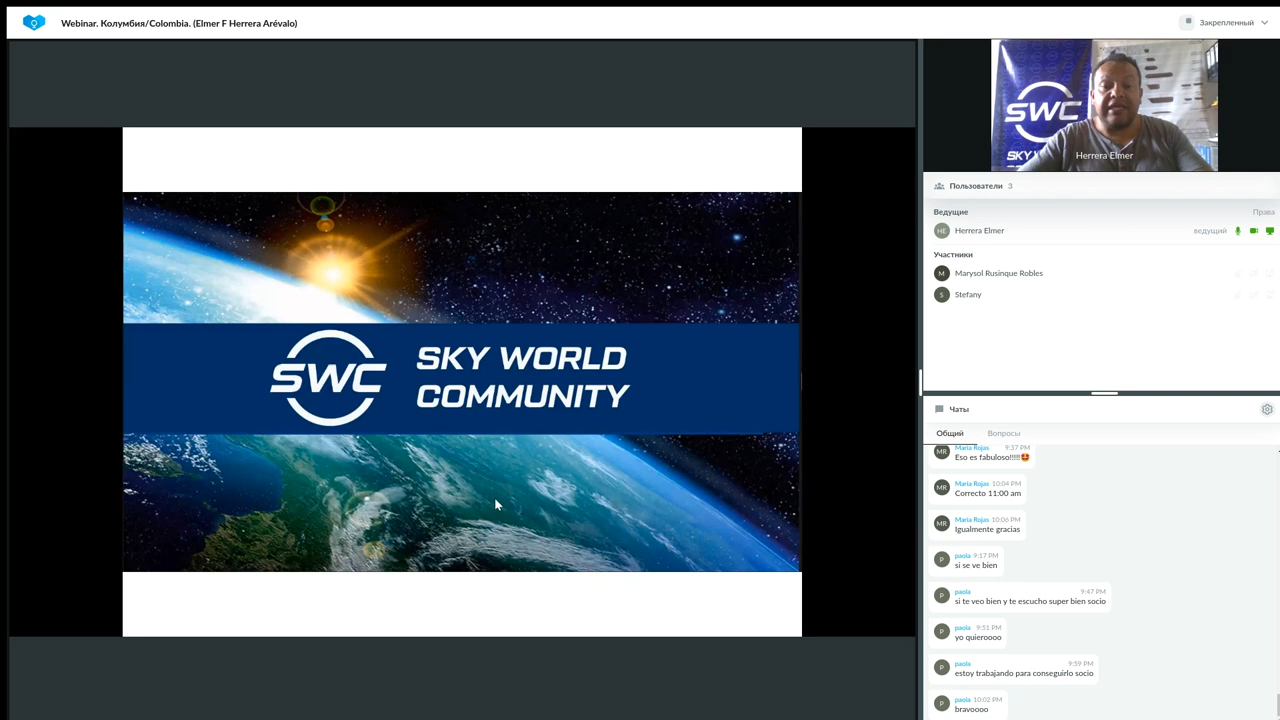 Webinar. Колумбия/Colombia. (Elmer F Herrera Arévalo)
Закрепленный
SWC
SKY WORLD
COMMUNITY
SWC
SKY
Herrera Elmer
Пользователи 3
Ведущие Права
HE Herrera Elmer ведущий
Участники
M Marysol Rusinque Robles
S Stefany
Чаты
Общий Вопросы
MR Maria Rojas 9:37 PM
Eso es fabuloso!!!!!🤩
MR Maria Rojas 10:04 PM
Correcto 11:00 am
MR Maria Rojas 10:06 PM
Igualmente gracias
P paola 9:17 PM
si se ve bien
P paola 9:47 PM
si te veo bien y te escucho super bien socio
P paola 9:51 PM
yo quieroooo
P paola 9:59 PM
estoy trabajando para conseguirlo socio
P paola 10:02 PM
bravoooo